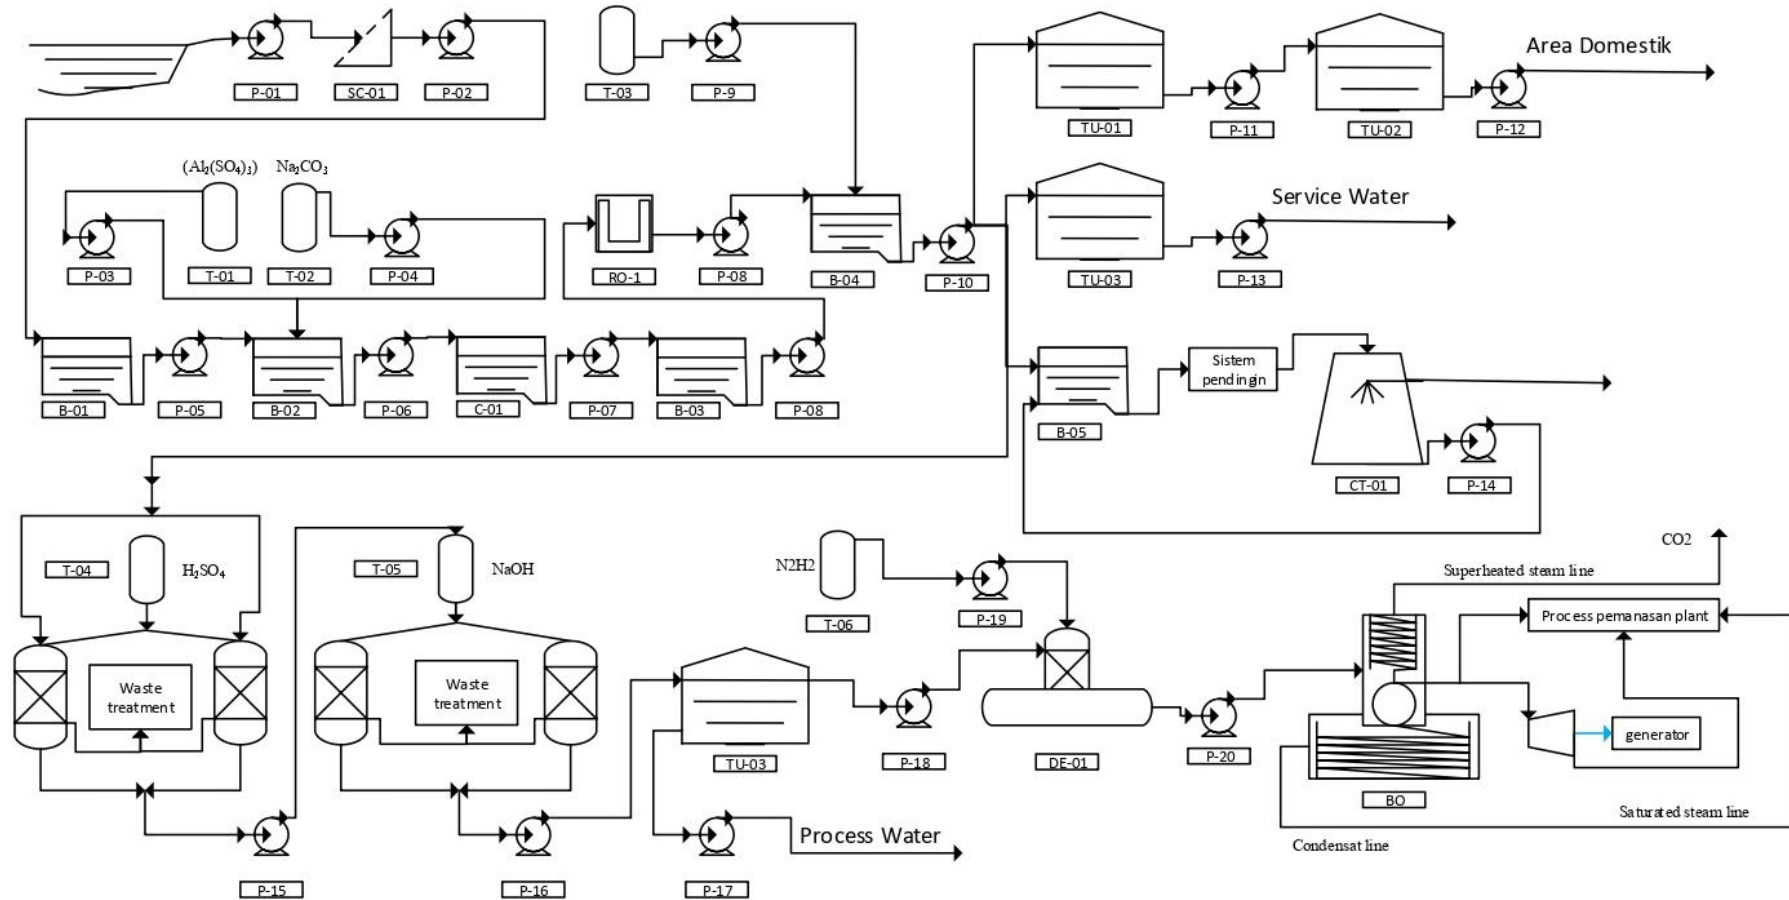 P-01
SC-01
P-02
T-03
P-9
TU-01
P-11
TU-02
P-12
Area Domestik
(Al₂(SO₄)₃)
Na₂CO₃
P-03
T-01
T-02
P-04
RO-1
P-08
B-04
P-10
TU-03
P-13
Service Water
B-01
P-05
B-02
P-06
C-01
P-07
B-03
P-08
B-05
Sistem
pendingin
CT-01
P-14
T-04
H₂SO₄
T-05
NaOH
N2H2
T-06
P-19
CO2
Superheated steam line
Process pemanasan plant
Waste
treatment
Waste
treatment
TU-03
P-18
DE-01
P-20
generator
BO
Saturated steam line
Condensat line
Process Water
P-15
P-16
P-17